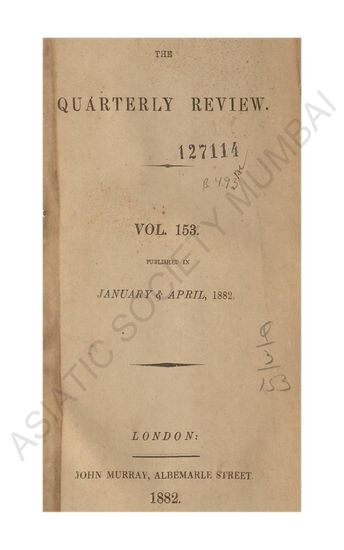 THE
QUARTERLY REVIEW.
127114
VOL. 153.
PUBLISHED IN
JANUARY & APRIL, 1882.
153
LONDON:
JOHN MURRAY, ALBEMARLE STREET.
1882.
ASIATIC SOCIETY MUMBAI